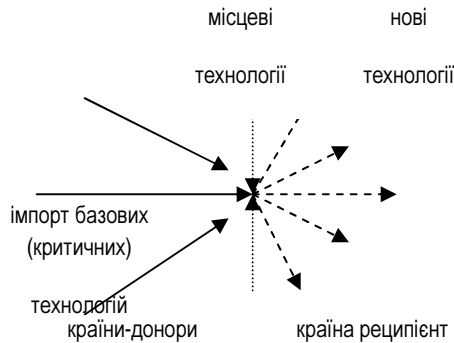 місцеві нові
технології технології
імпорт базових
(критичних)
технологій
країни-донори країна реципієнт